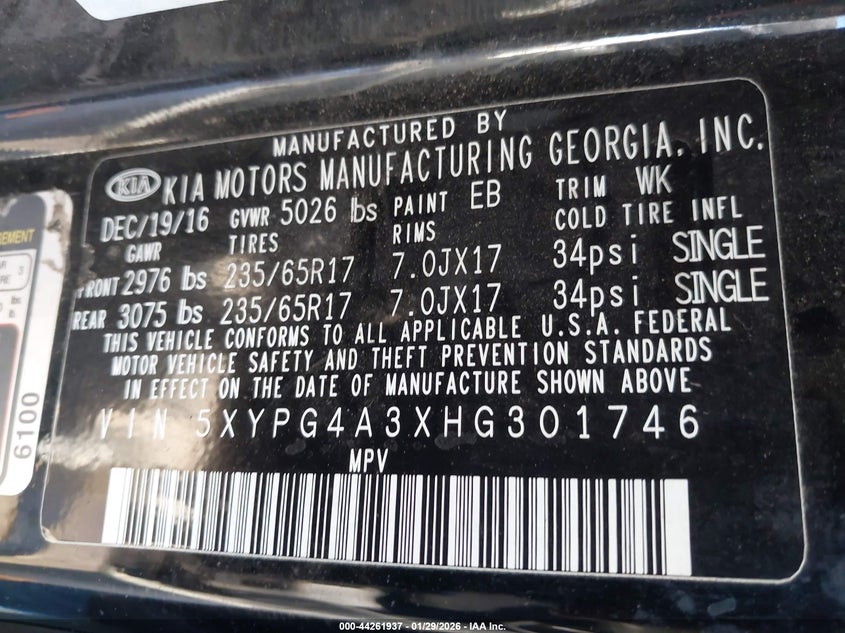 MANUFACTURED BY
KIA KIA MOTORS MANUFACTURING GEORGIA, INC.
DEC/19/16 GVWR 5026 lbs PAINT EB TRIM WK
GAWR TIRES RIMS COLD TIRE INFL
FRONT 2976 lbs 235/65R17 7.0JX17 34psi SINGLE
REAR 3075 lbs 235/65R17 7.0JX17 34psi SINGLE
THIS VEHICLE CONFORMS TO ALL APPLICABLE U.S.A. FEDERAL
MOTOR VEHICLE SAFETY AND THEFT PREVENTION STANDARDS
IN EFFECT ON THE DATE OF MANUFACTURE SHOWN ABOVE
VIN 5XYPG4A3XHG301746
MPV
6100
000-44261937 - 01/29/2026 - IAA Inc.